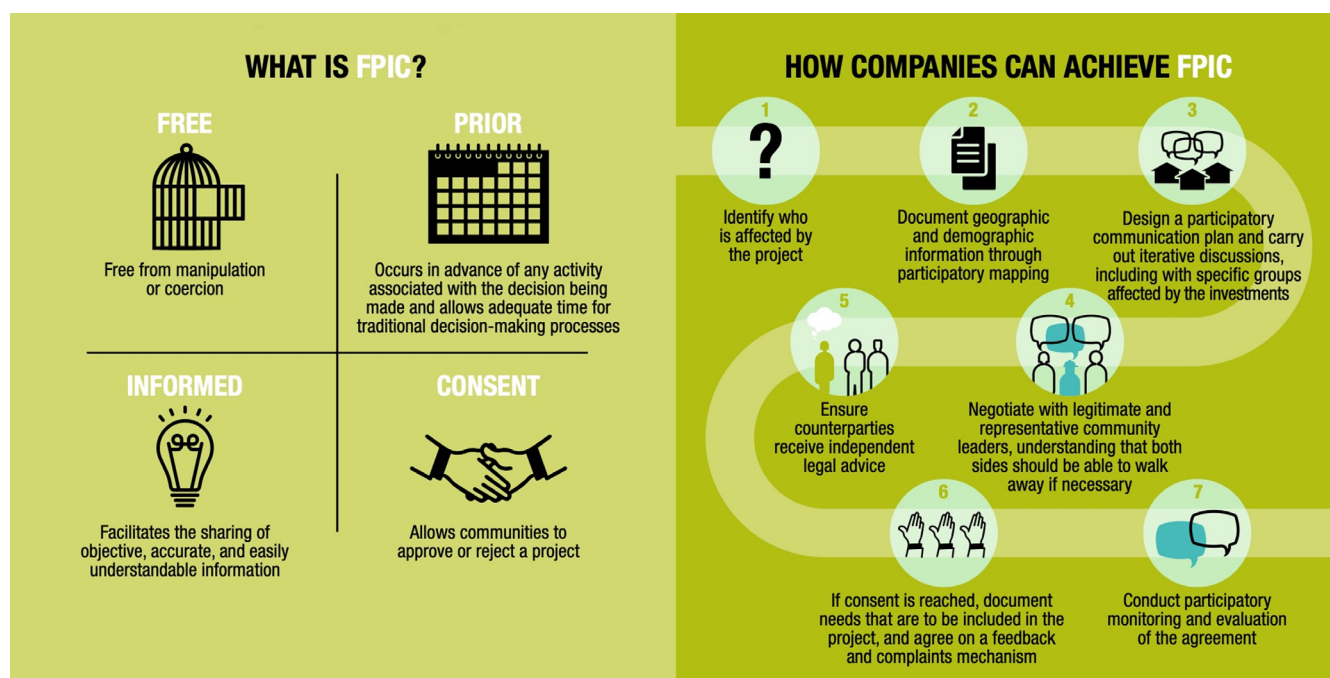 WHAT IS FPIC?
FREE
Free from manipulation
or coercion
PRIOR
Occurs in advance of any activity
associated with the decision being
made and allows adequate time for
traditional decision-making processes
INFORMED
Facilitates the sharing of
objective, accurate, and easily
understandable information
CONSENT
Allows communities to
approve or reject a project
HOW COMPANIES CAN ACHIEVE FPIC
1
Identify who
is affected by
the project
2
Document geographic
and demographic
information through
participatory mapping
3
Design a participatory
communication plan and carry
out iterative discussions,
including with specific groups
affected by the investments
4
Negotiate with legitimate and
representative community
leaders, understanding that both
sides should be able to walk
away if necessary
5
Ensure
counterparties
receive independent
legal advice
6
If consent is reached, document
needs that are to be included in the
project, and agree on a feedback
and complaints mechanism
7
Conduct participatory
monitoring and evaluation
of the agreement